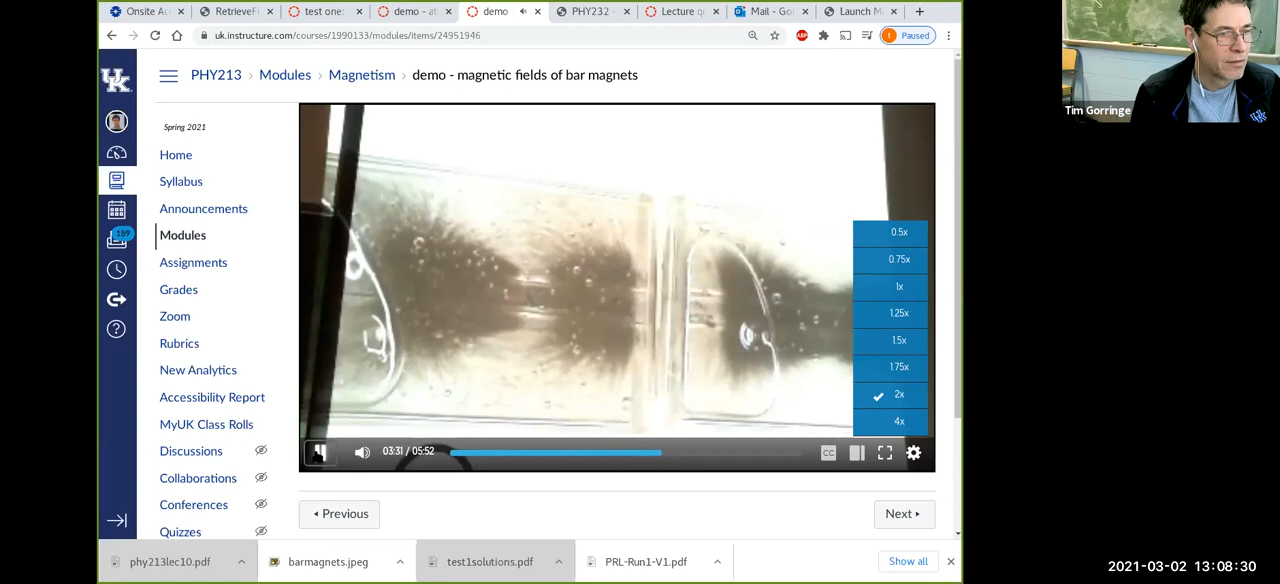 Onsite Ac
RetrieveF
test one:
demo - at
demo
PHY232 -
Lecture q
Mail - Go
Launch M
uk.instructure.com/courses/1990133/modules/items/24951946
ABP
Paused
PHY213 › Modules › Magnetism › demo - magnetic fields of bar magnets
Tim Gorringe
Spring 2021
Home
Syllabus
Announcements
Modules
189
Assignments
Grades
Zoom
Rubrics
New Analytics
Accessibility Report
MyUK Class Rolls
Discussions
Collaborations
Conferences
Quizzes
0.5x
0.75x
1x
1.25x
1.5x
1.75x
2x
4x
03:31 / 05:52
CC
Previous
Next
phy213lec10.pdf
barmagnets.jpeg
test1solutions.pdf
PRL-Run1-V1.pdf
Show all
2021-03-02 13:08:30